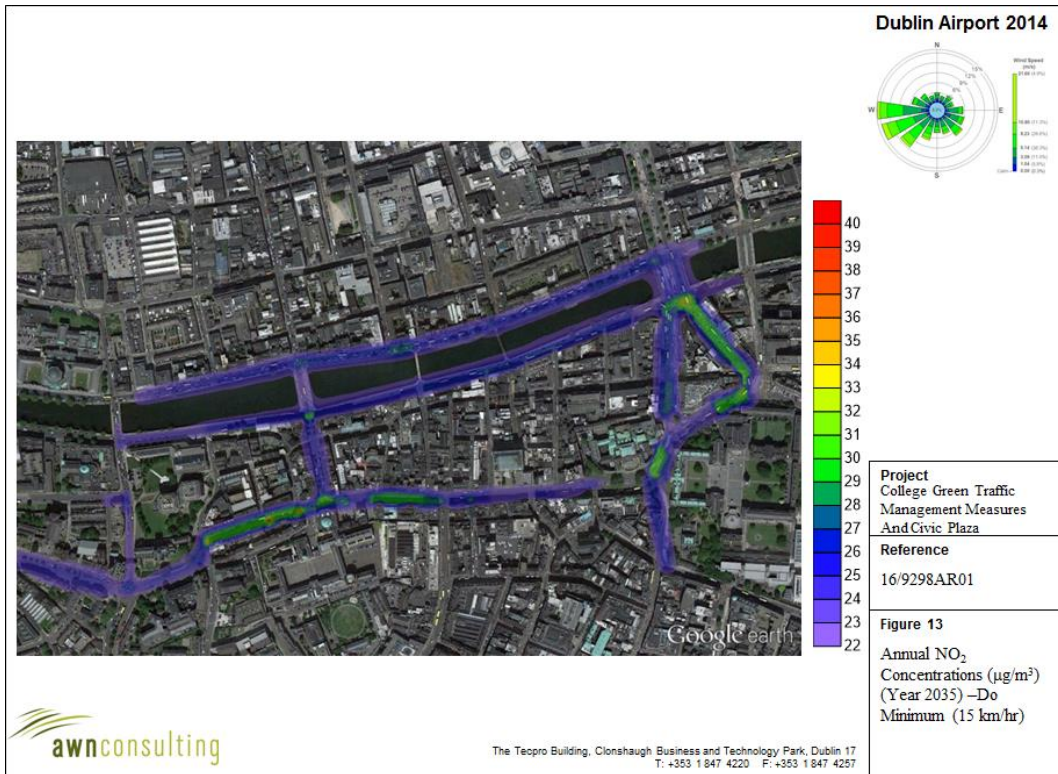 Dublin Airport 2014
N
W
E
S
Wind Speed
(m/s)
40
39
38
37
36
35
34
33
32
31
30
29
28
27
26
25
24
23
22
Google earth
Project
College Green Traffic
Management Measures
And Civic Plaza
Reference
16/9298AR01
Figure 13
Annual NO₂
Concentrations (µg/m³)
(Year 2035) –Do
Minimum (15 km/hr)
awnconsulting
The Tecpro Building, Clonshaugh Business and Technology Park, Dublin 17
T: +353 1 847 4220 F: +353 1 847 4257